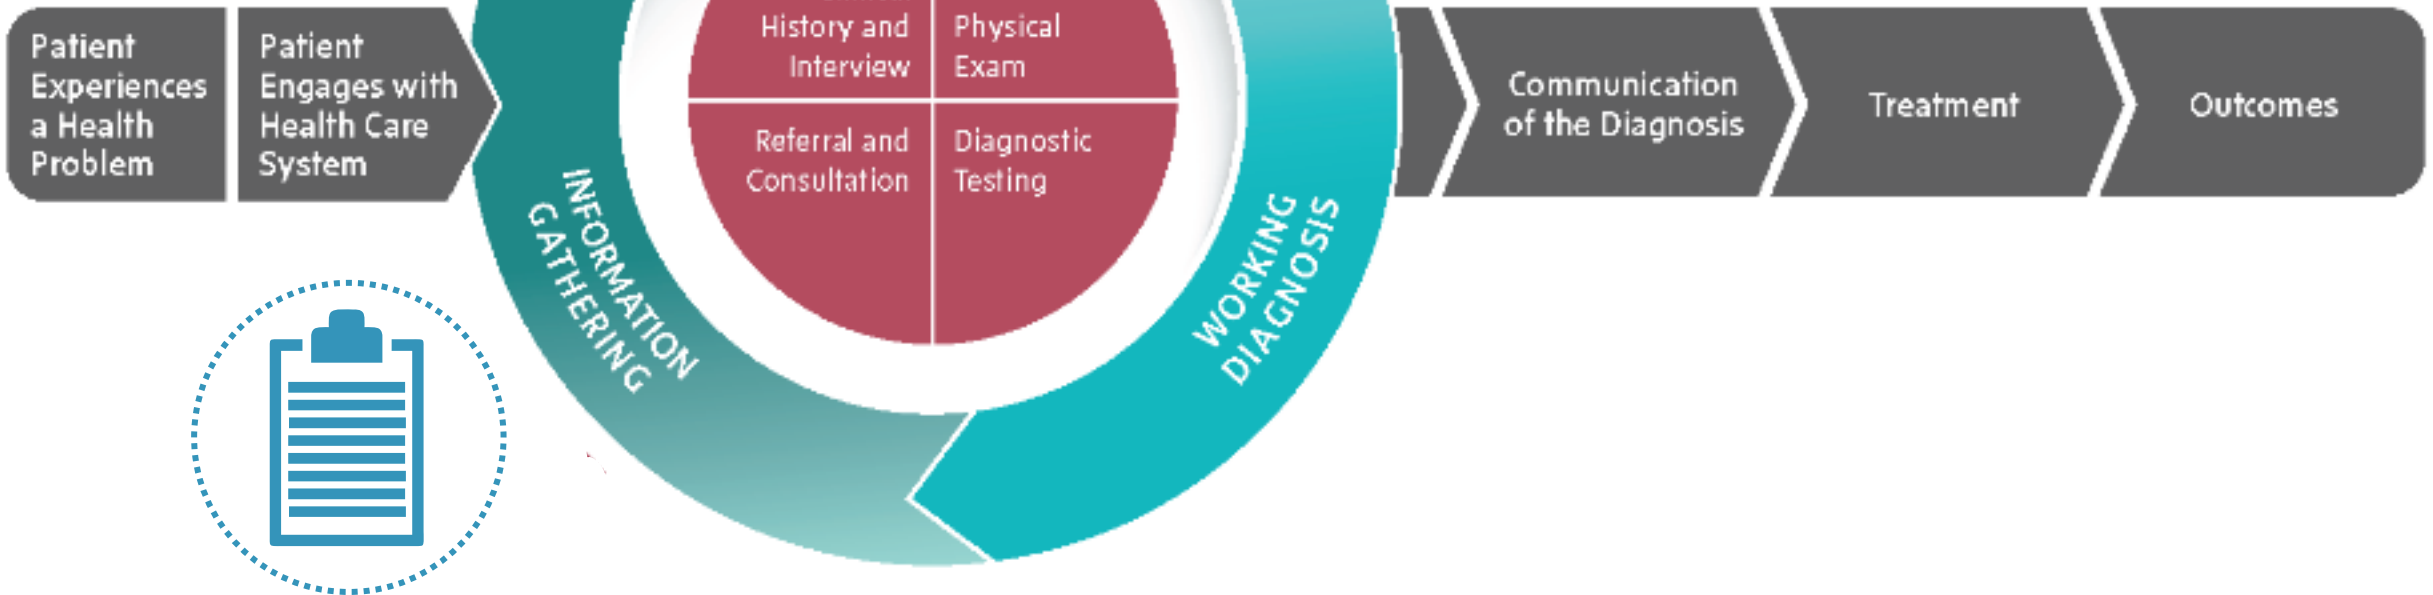 Patient
Experiences
a Health
Problem
Patient
Engages with
Health Care
System
History and
Interview
Physical
Exam
Referral and
Consultation
Diagnostic
Testing
INFORMATION
GATHERING
WORKING
DIAGNOSIS
Communication
of the Diagnosis
Treatment
Outcomes